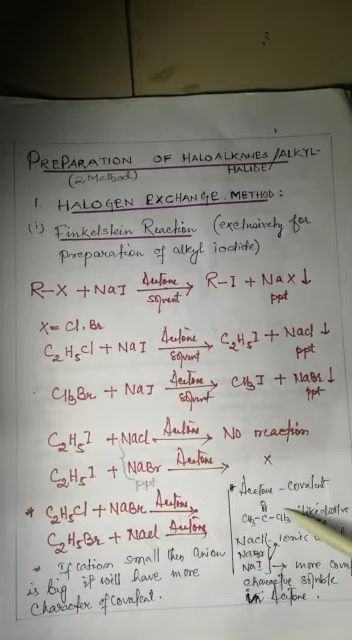 PREPARATION OF HALOALKANES/ALKYL-
HALIDE/
(2 Method)
1. HALOGEN EXCHANGE METHOD:
(i) Finkelstein Reaction (exclusively for
preparation of alkyl iodide)
R-X + NaI Acetone solvent → R-I + NaX ↓
ppt
X = Cl, Br
C₂H₅Cl + NaI Acetone solvent → C₂H₅I + NaCl ↓
ppt
CH₃Br + NaI Acetone solvent → CH₃I + NaBr ↓
ppt
C₂H₅I + NaCl Acetone → No reaction
C₂H₅I + NaBr Acetone → X
ppt
* C₂H₅Cl + NaBr Acetone →
C₂H₅Br + NaCl Acetone →
* if cation small then anion
is big it will have more
character of covalent.
* Acetone - covalent
O
CH₃-C-CH₃
NaCl - ionic
NaBr
NaI → more
character soluble
in Acetone.